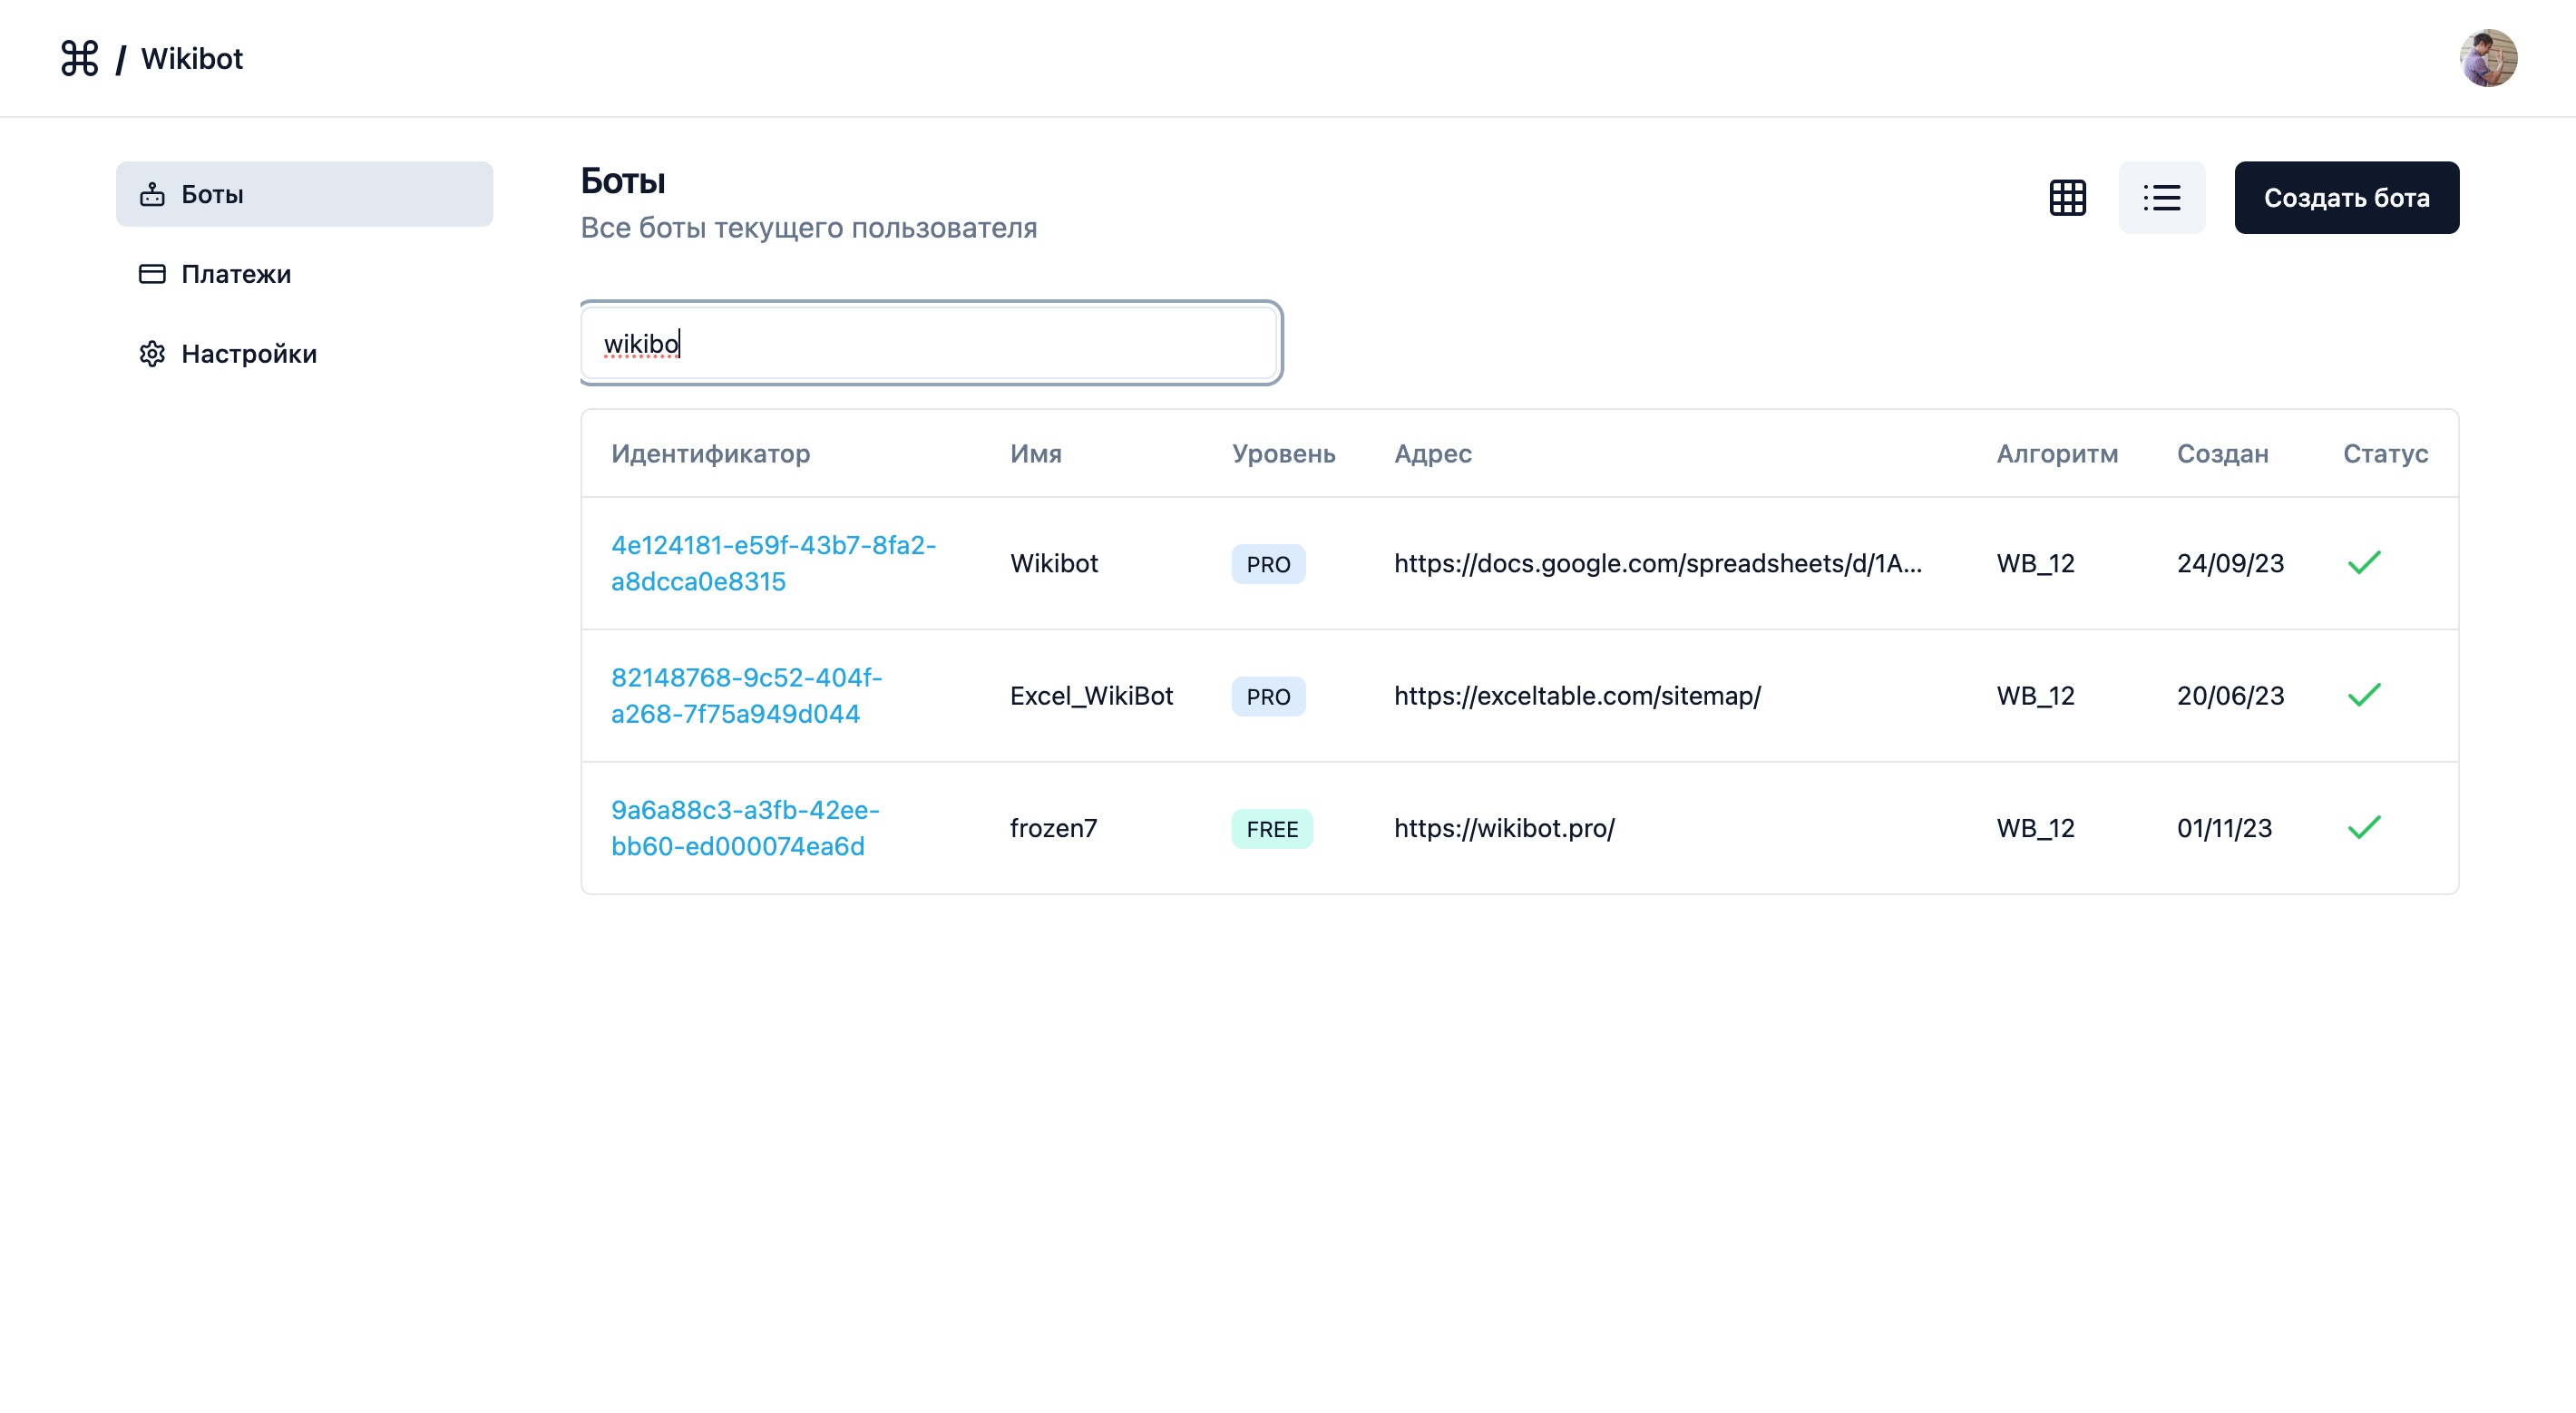 / Wikibot
Боты
Платежи
Настройки
Боты
Все боты текущего пользователя
Создать бота
wikibo
Идентификатор Имя Уровень Адрес Алгоритм Создан Статус
4e124181-e59f-43b7-8fa2-
a8dcca0e8315
Wikibot PRO https://docs.google.com/spreadsheets/d/1A... WB_12 24/09/23
82148768-9c52-404f-
a268-7f75a949d044
Excel_WikiBot PRO https://exceltable.com/sitemap/ WB_12 20/06/23
9a6a88c3-a3fb-42ee-
bb60-ed000074ea6d
frozen7 FREE https://wikibot.pro/ WB_12 01/11/23